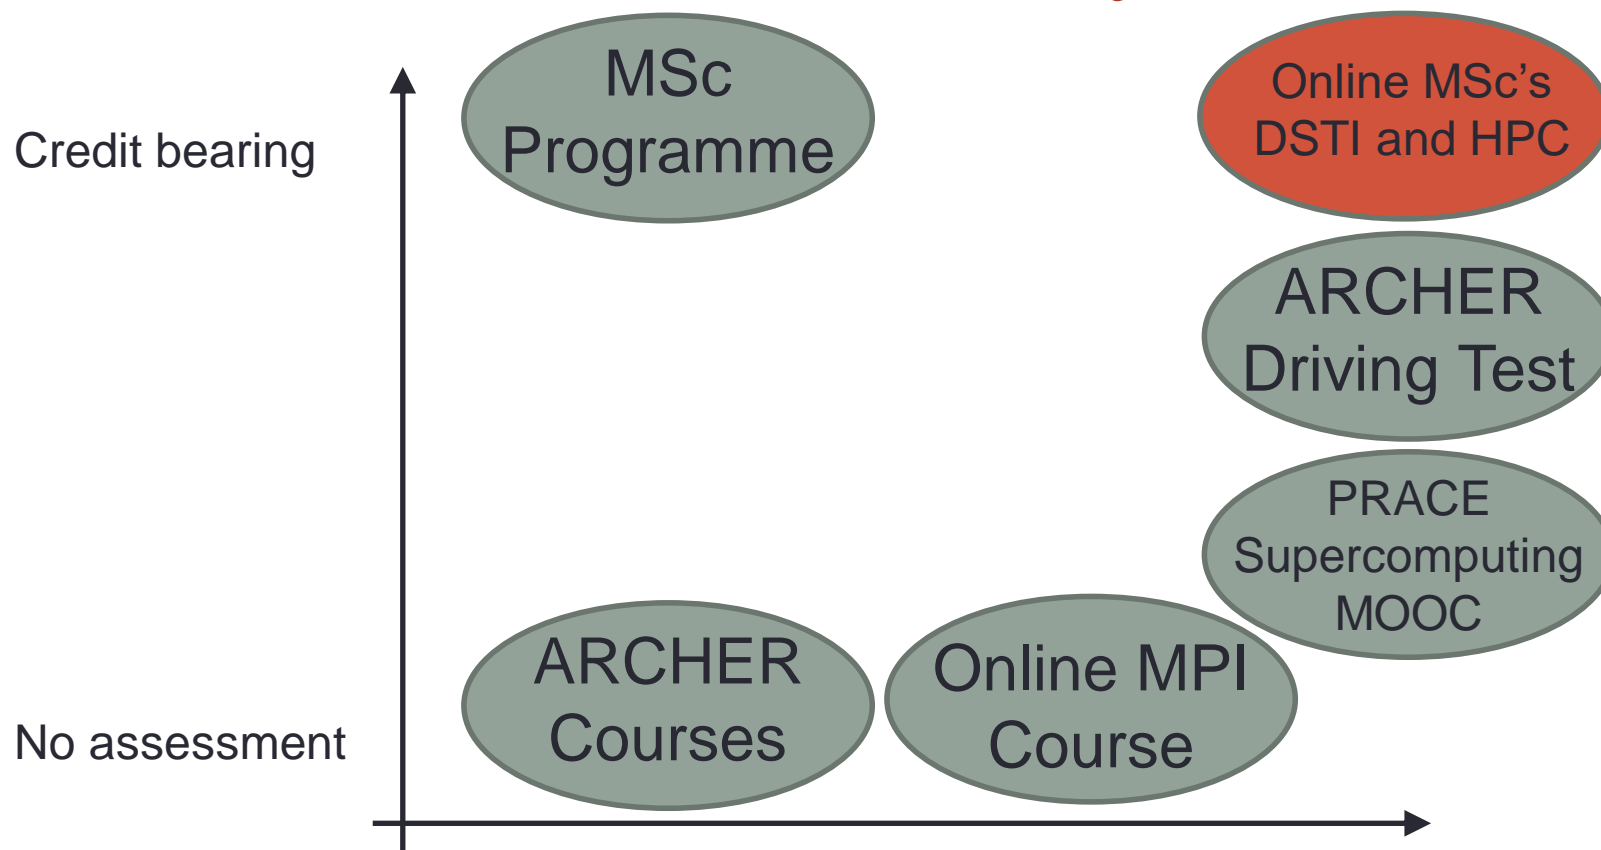 MSc
Programme
Online MSc’s
DSTI and HPC
Credit bearing
ARCHER
Driving Test
PRACE
Supercomputing
MOOC
ARCHER
Courses
Online MPI
Course
No assessment